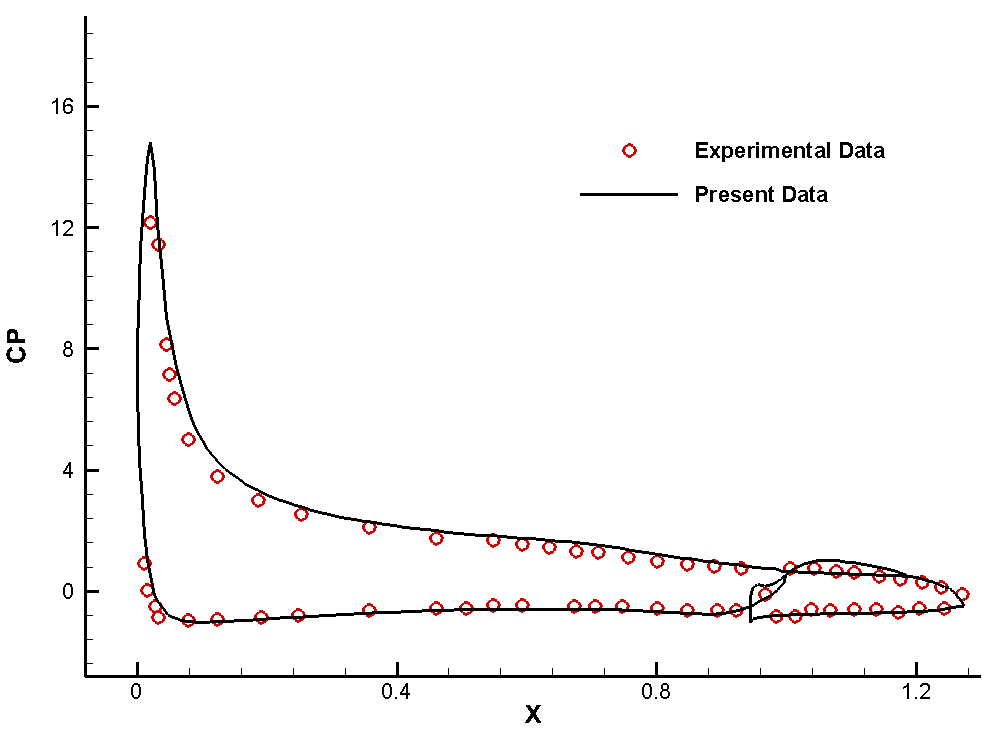 16
Experimental Data
Present Data
12
CP
8
4
0
0 0.4 0.8 1.2
X